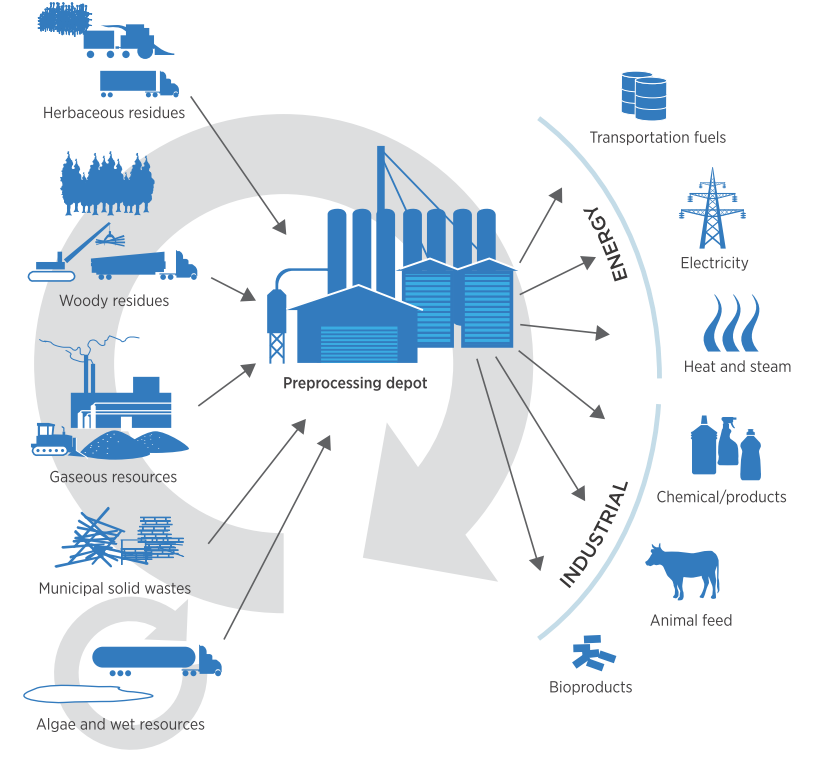 Herbaceous residues
Woody residues
Gaseous resources
Municipal solid wastes
Algae and wet resources
Preprocessing depot
ENERGY
Transportation fuels
Electricity
Heat and steam
INDUSTRIAL
Chemical/products
Animal feed
Bioproducts